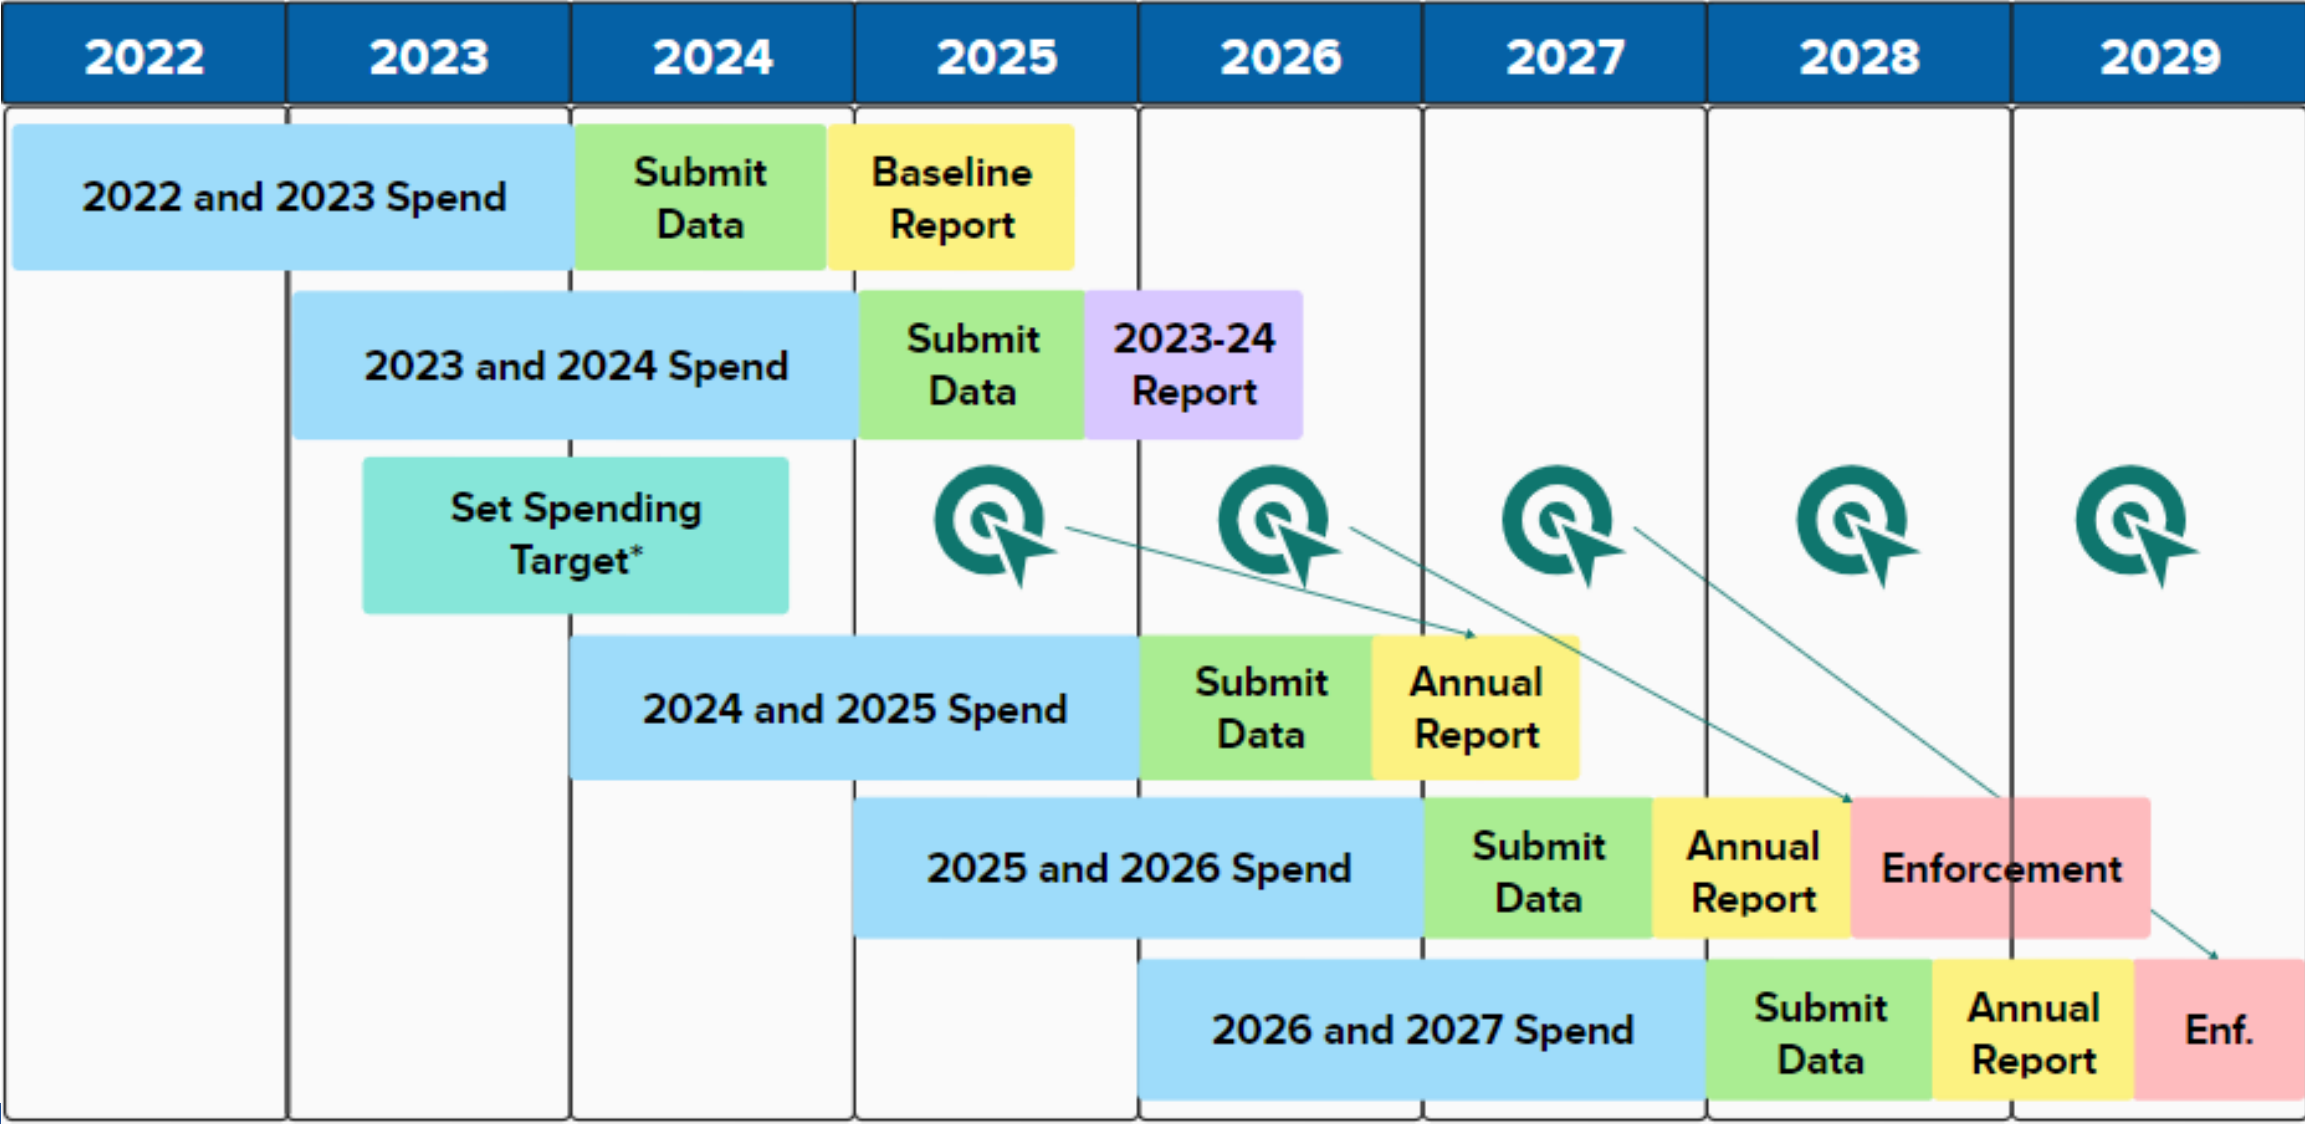 2022 2023 2024 2025 2026 2027 2028 2029
2022 and 2023 Spend
Submit
Data
Baseline
Report
2023 and 2024 Spend
Submit
Data
2023-24
Report
Set Spending
Target*
2024 and 2025 Spend
Submit
Data
Annual
Report
2025 and 2026 Spend
Submit
Data
Annual
Report
Enforcement
2026 and 2027 Spend
Submit
Data
Annual
Report
Enf.